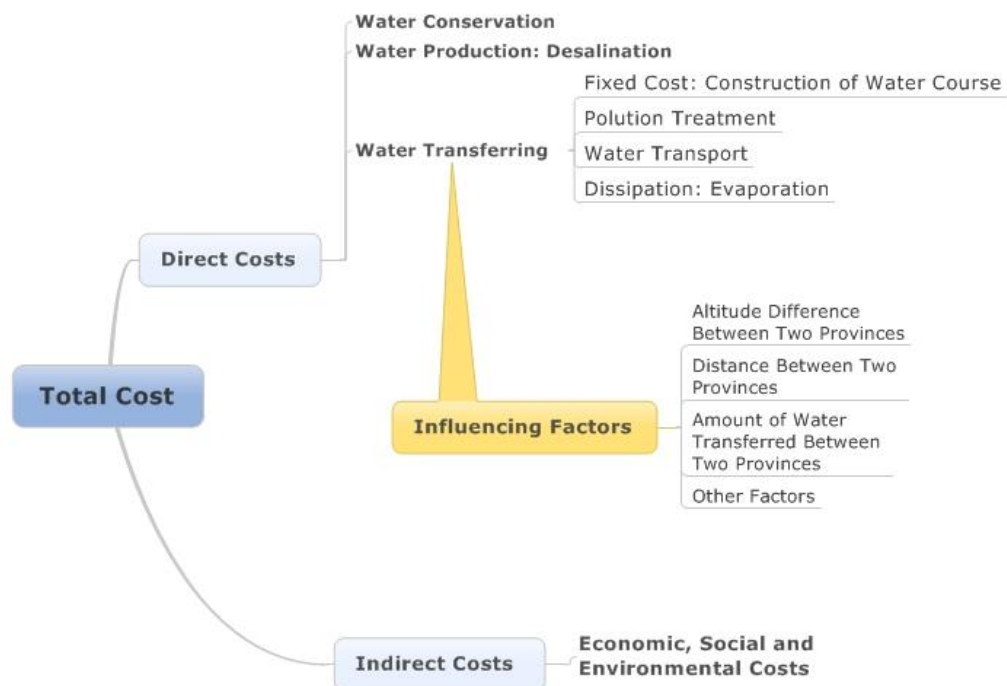 Water Conservation
Water Production: Desalination
Fixed Cost: Construction of Water Course
Polution Treatment
Water Transferring
Water Transport
Dissipation: Evaporation
Direct Costs
Altitude Difference
Between Two Provinces
Distance Between Two
Provinces
Total Cost
Influencing Factors
Amount of Water
Transferred Between
Two Provinces
Other Factors
Indirect Costs
Economic, Social and
Environmental Costs